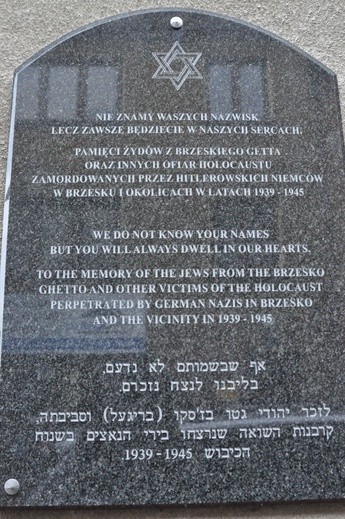 NIE ZNAMY WASZYCH NAZWISK
LECZ ZAWSZE BĘDZIECIE W NASZYCH SERCACH.
PAMIĘCI ŻYDÓW Z BRZESKIEGO GETTA
ORAZ INNYCH OFIAR HOLOCAUSTU
ZAMORDOWANYCH PRZEZ HITLEROWSKICH NIEMCÓW
W BRZESKU I OKOLICACH W LATACH 1939 - 1945
WE DO NOT KNOW YOUR NAMES
BUT YOU WILL ALWAYS DWELL IN OUR HEARTS.
TO THE MEMORY OF THE JEWS FROM THE BRZESKO
GHETTO AND OTHER VICTIMS OF THE HOLOCAUST
PERPETRATED BY GERMAN NAZIS IN BRZESKO
AND THE VICINITY IN 1939 - 1945
אף שבשמותם לא נדעם,
בליבנו לנצח נזכרם.
לזכר יהודי גטו בז'סקו (בריגעל) וסביבתה,
קרבנות השואה שנרצחו בידי הנאצים בשנות
הכיבוש 1939-1945.